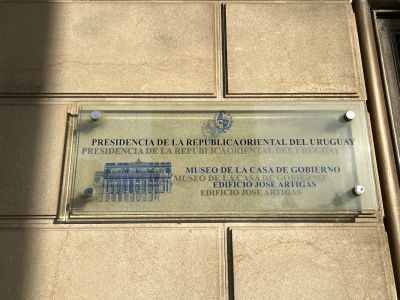 PRESIDENCIA DE LA REPUBLICA ORIENTAL DEL URUGUAY
MUSEO DE LA CASA DE GOBIERNO
EDIFICIO JOSE ARTIGAS